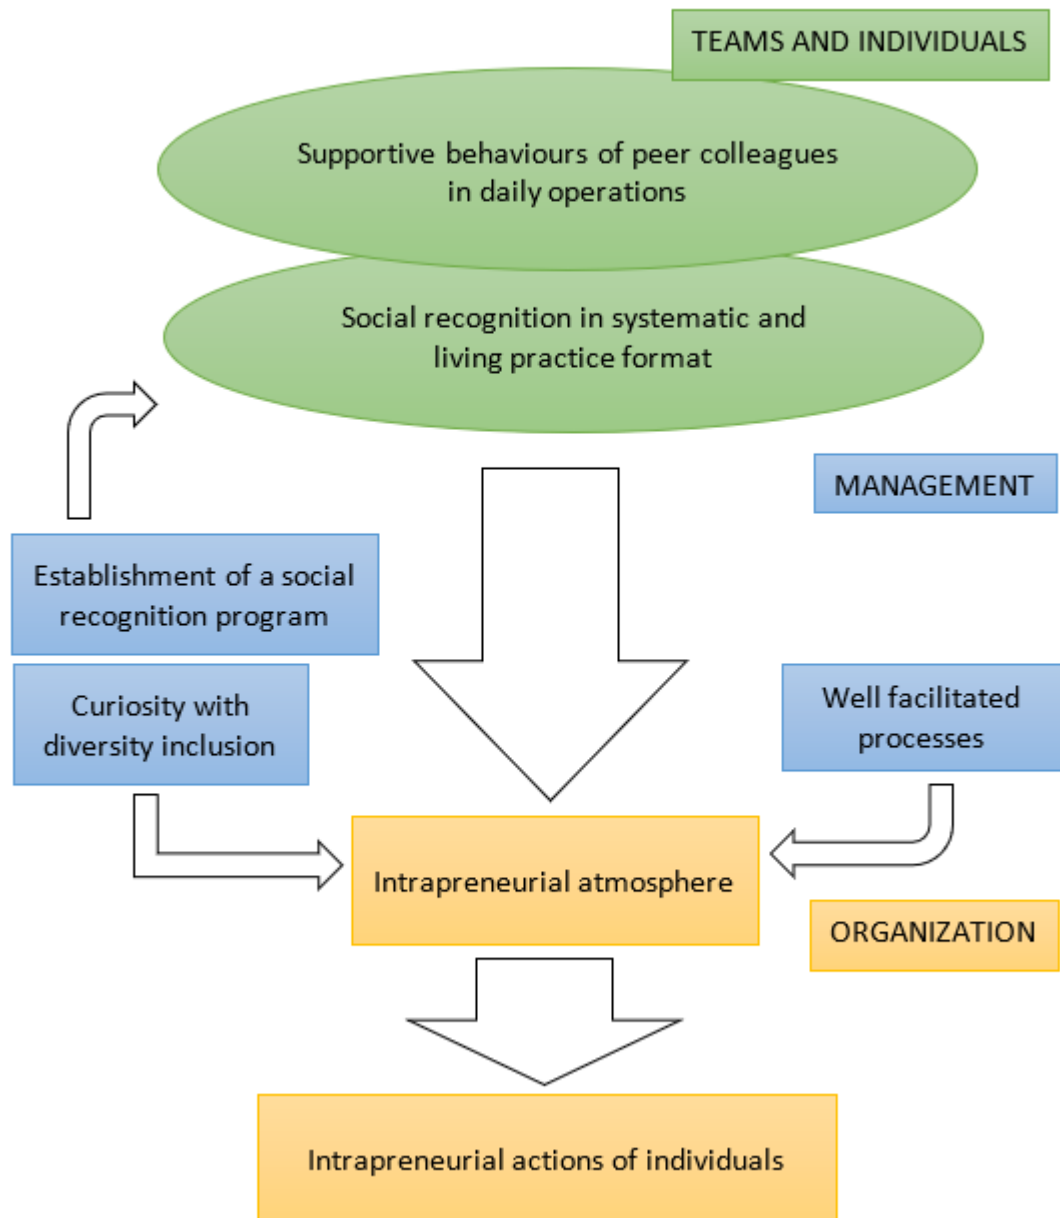 TEAMS AND INDIVIDUALS
Supportive behaviours of peer colleagues
in daily operations
Social recognition in systematic and
living practice format
MANAGEMENT
Establishment of a social
recognition program
Curiosity with
diversity inclusion
Well facilitated
processes
Intrapreneurial atmosphere
ORGANIZATION
Intrapreneurial actions of individuals